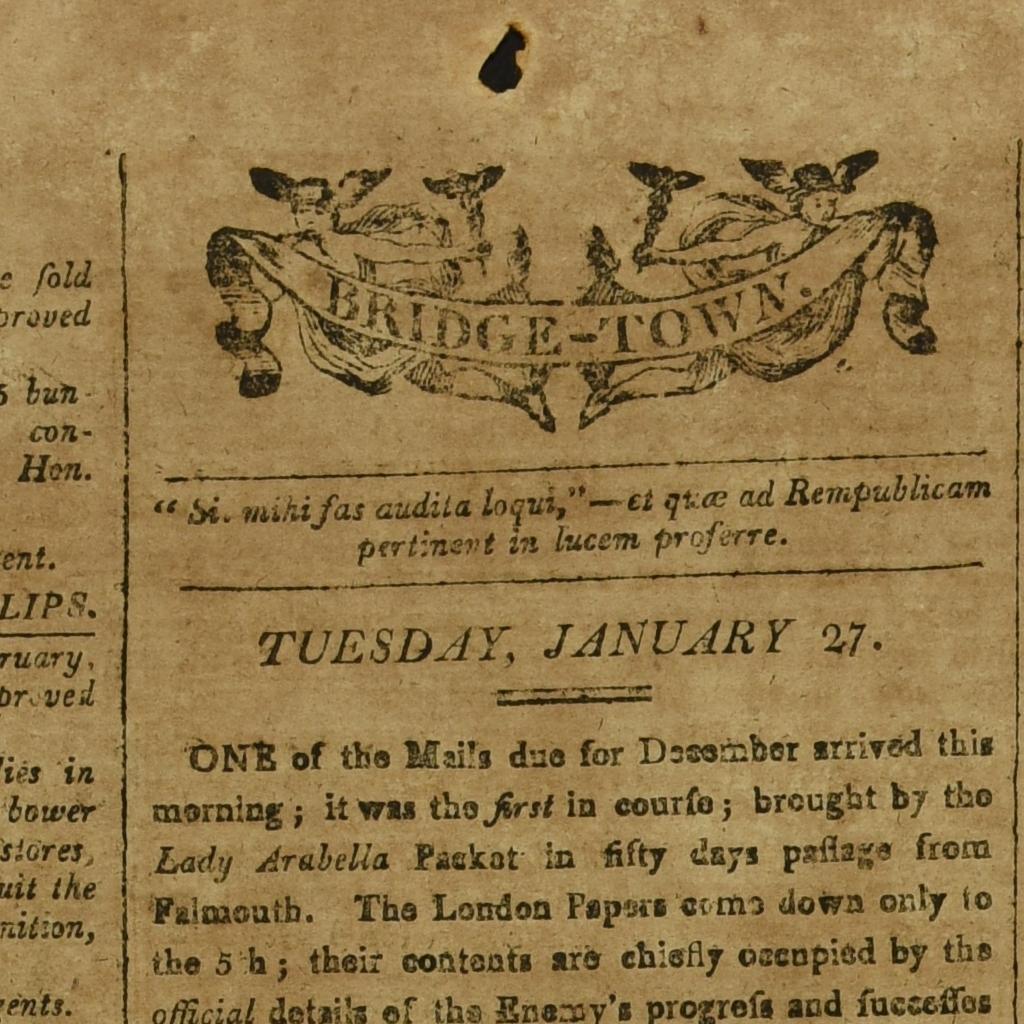 e ſold
proved
5 bun-
con-
Hon.
ent.
LIPS.
ruary,
proved
lies in
bower
stores,
uit the
nition,
gents.
BRIDGE-TOWN.
“ Si. mihi fas audita loqui,”—et quæ ad Rempublicam
pertinent in lucem proferre.
TUESDAY, JANUARY 27.
ONE of the Mails due for December arrived this
morning; it was the first in courſe; brought by the
Lady Arabella Packet in fifty days paſſage from
Falmouth. The London Papers come down only to
the 5th; their contents are chiefly occupied by the
official details of the Enemy's progreſs and ſucceſſes